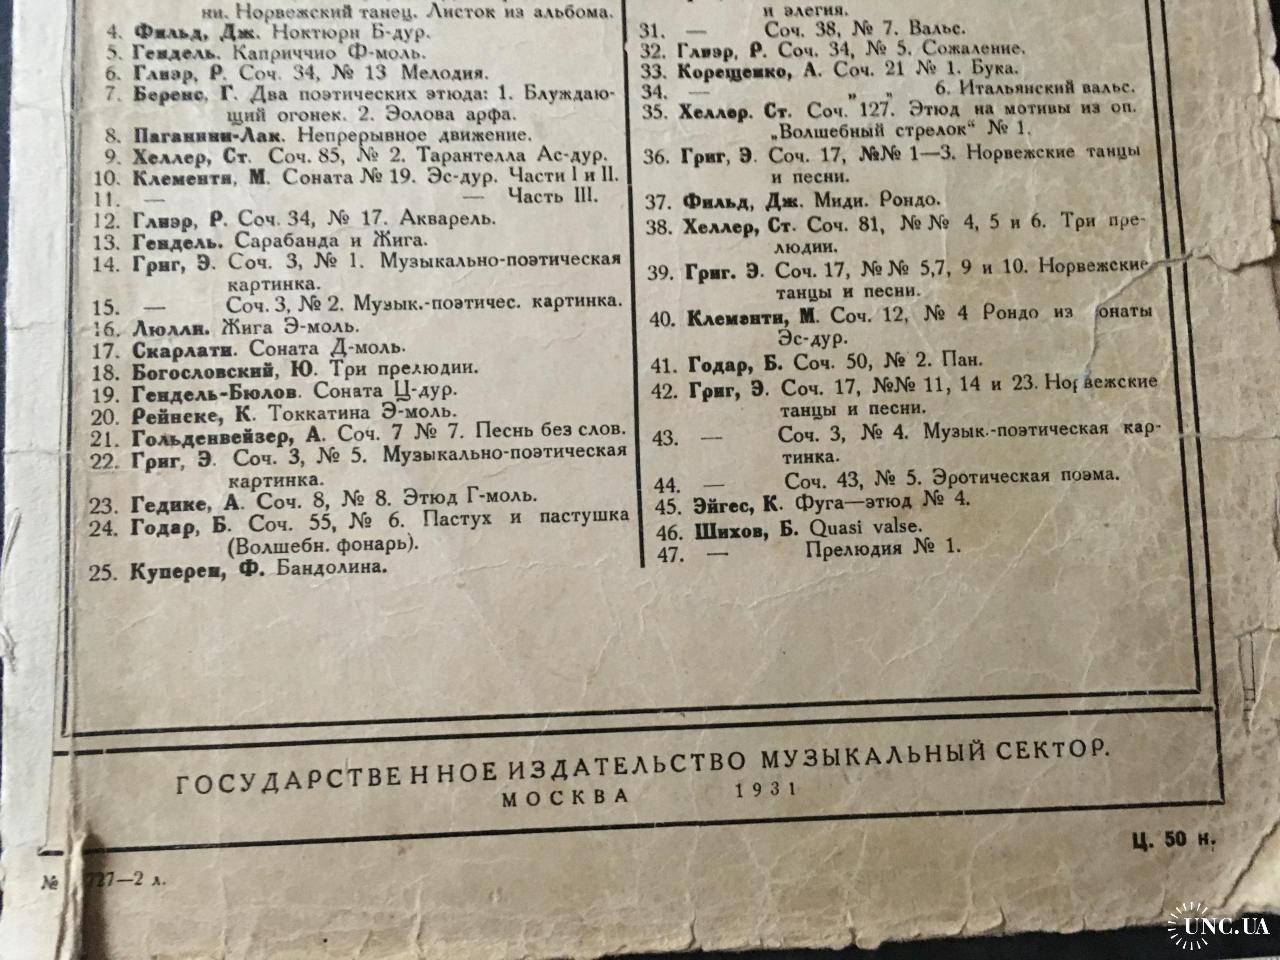 ни. Норвежский танец. Листок из альбома.
4. Фильд, Дж. Ноктюрн Б-дур.
5. Гендель. Каприччио Ф-моль.
6. Глиэр, Р. Соч. 34, № 13 Мелодия.
7. Беренс, Г. Два поэтических этюда: 1. Блуждаю-
щий огонек. 2. Эолова арфа.
8. Паганини-Лак. Непрерывное движение.
9. Хеллер, Ст. Соч. 85, № 2. Тарантелла Ас-дур.
10. Клементи, М. Соната № 19. Эс-дур. Части I и II.
11. — — Часть III.
12. Глиэр, Р. Соч. 34, № 17. Акварель.
13. Гендель. Сарабанда и Жига.
14. Григ, Э. Соч. 3, № 1. Музыкально-поэтическая
картинка.
15. — Соч. 3, № 2. Музык.-поэтичес. картинка.
16. Люлли. Жига Э-моль.
17. Скарлати. Соната Д-моль.
18. Богословский, Ю. Три прелюдии.
19. Гендель-Бюлов. Соната Ц-дур.
20. Рейнеке, К. Токкатина Э-моль.
21. Гольденвейзер, А. Соч. 7 № 7. Песнь без слов.
22. Григ, Э. Соч. 3, № 5. Музыкально-поэтическая
картинка.
23. Гедике, А. Соч. 8, № 8. Этюд Г-моль.
24. Годар, Б. Соч. 55, № 6. Пастух и пастушка
(Волшебн. фонарь).
25. Куперен, Ф. Бандолина.
и элегия.
31. — Соч. 38, № 7. Вальс.
32. Глиэр, Р. Соч. 34, № 5. Сожаление.
33. Корещенко, А. Соч. 21 № 1. Бука.
34. — „ „ 6. Итальянский вальс.
35. Хеллер. Ст. Соч. 127. Этюд на мотивы из оп.
„Волшебный стрелок“ № 1.
36. Григ, Э. Соч. 17, №№ 1—3. Норвежские танцы
и песни.
37. Фильд, Дж. Миди. Рондо.
38. Хеллер, Ст. Соч. 81, №№ 4, 5 и 6. Три пре-
людии.
39. Григ. Э. Соч. 17, №№ 5,7, 9 и 10. Норвежские
танцы и песни.
40. Клементи, М. Соч. 12, № 4 Рондо из онаты
Эс-дур.
41. Годар, Б. Соч. 50, № 2. Пан.
42. Григ, Э. Соч. 17, №№ 11, 14 и 23. Норвежские
танцы и песни.
43. — Соч. 3, № 4. Музык.-поэтическая кар-
тинка.
44. — Соч. 43, № 5. Эротическая поэма.
45. Эйгес, К. Фуга—этюд № 4.
46. Шихов, Б. Quasi valse.
47. — Прелюдия № 1.
ГОСУДАРСТВЕННОЕ ИЗДАТЕЛЬСТВО МУЗЫКАЛЬНЫЙ СЕКТОР.
МОСКВА 1931
Ц. 50 к.
№ 727—2 л.
UNC.UA